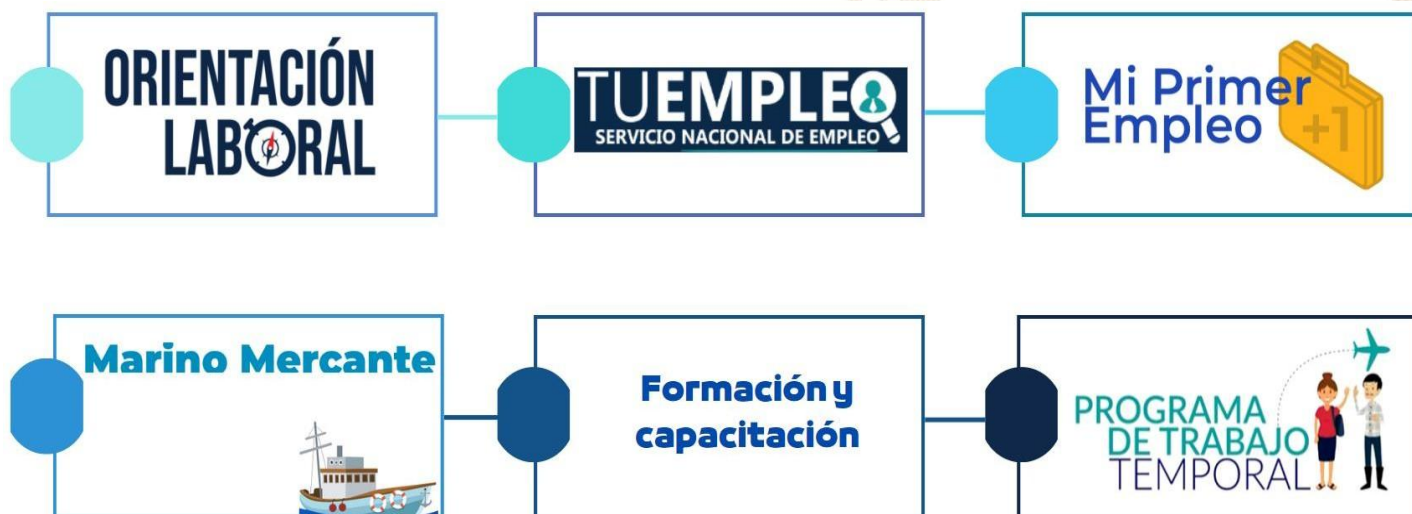 ORIENTACIÓN
LABORAL
TUEMPLEO
SERVICIO NACIONAL DE EMPLEO
Mi Primer
Empleo
+1
Marino Mercante
Formación y
capacitación
PROGRAMA
DE TRABAJO
TEMPORAL